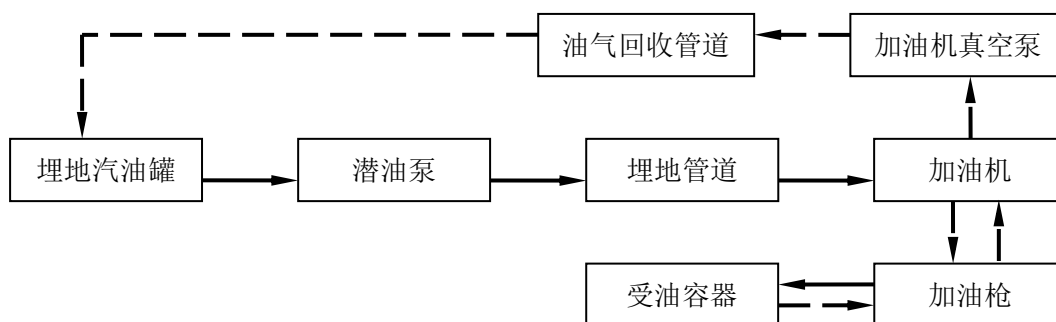 油气回收管道
加油机真空泵
埋地汽油罐
潜油泵
埋地管道
加油机
受油容器
加油枪